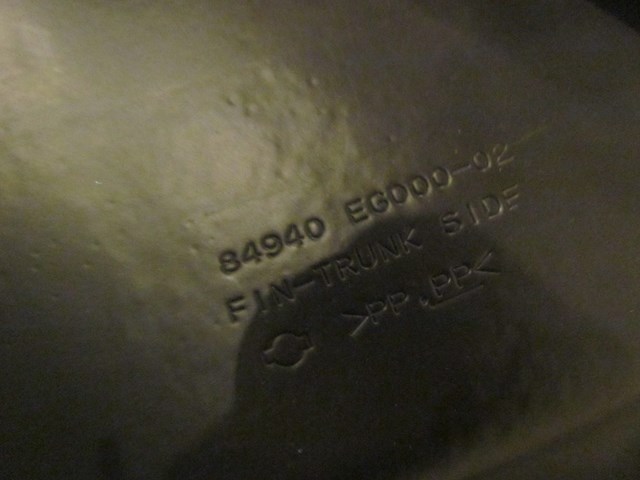 84940 EG000-02
FIN-TRUNK SIDE
>PP,PP<